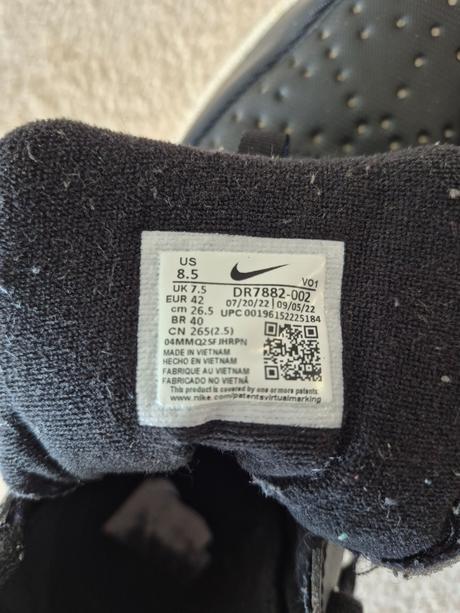 US
8.5
VO1
UK 7.5
DR7882-002
EUR 42
07/20/22 | 09/05/22
cm 26.5
UPC 00196152225184
BR 40
CN 265(2.5)
04MMQ2SFJHRPN
MADE IN VIETNAM
HECHO EN VIETNAM
FABRIQUE AU VIETNAM
FABRICADO NO VIETNÃ
This product is covered by one or more patents.
www.nike.com/patentsvirtualmarking